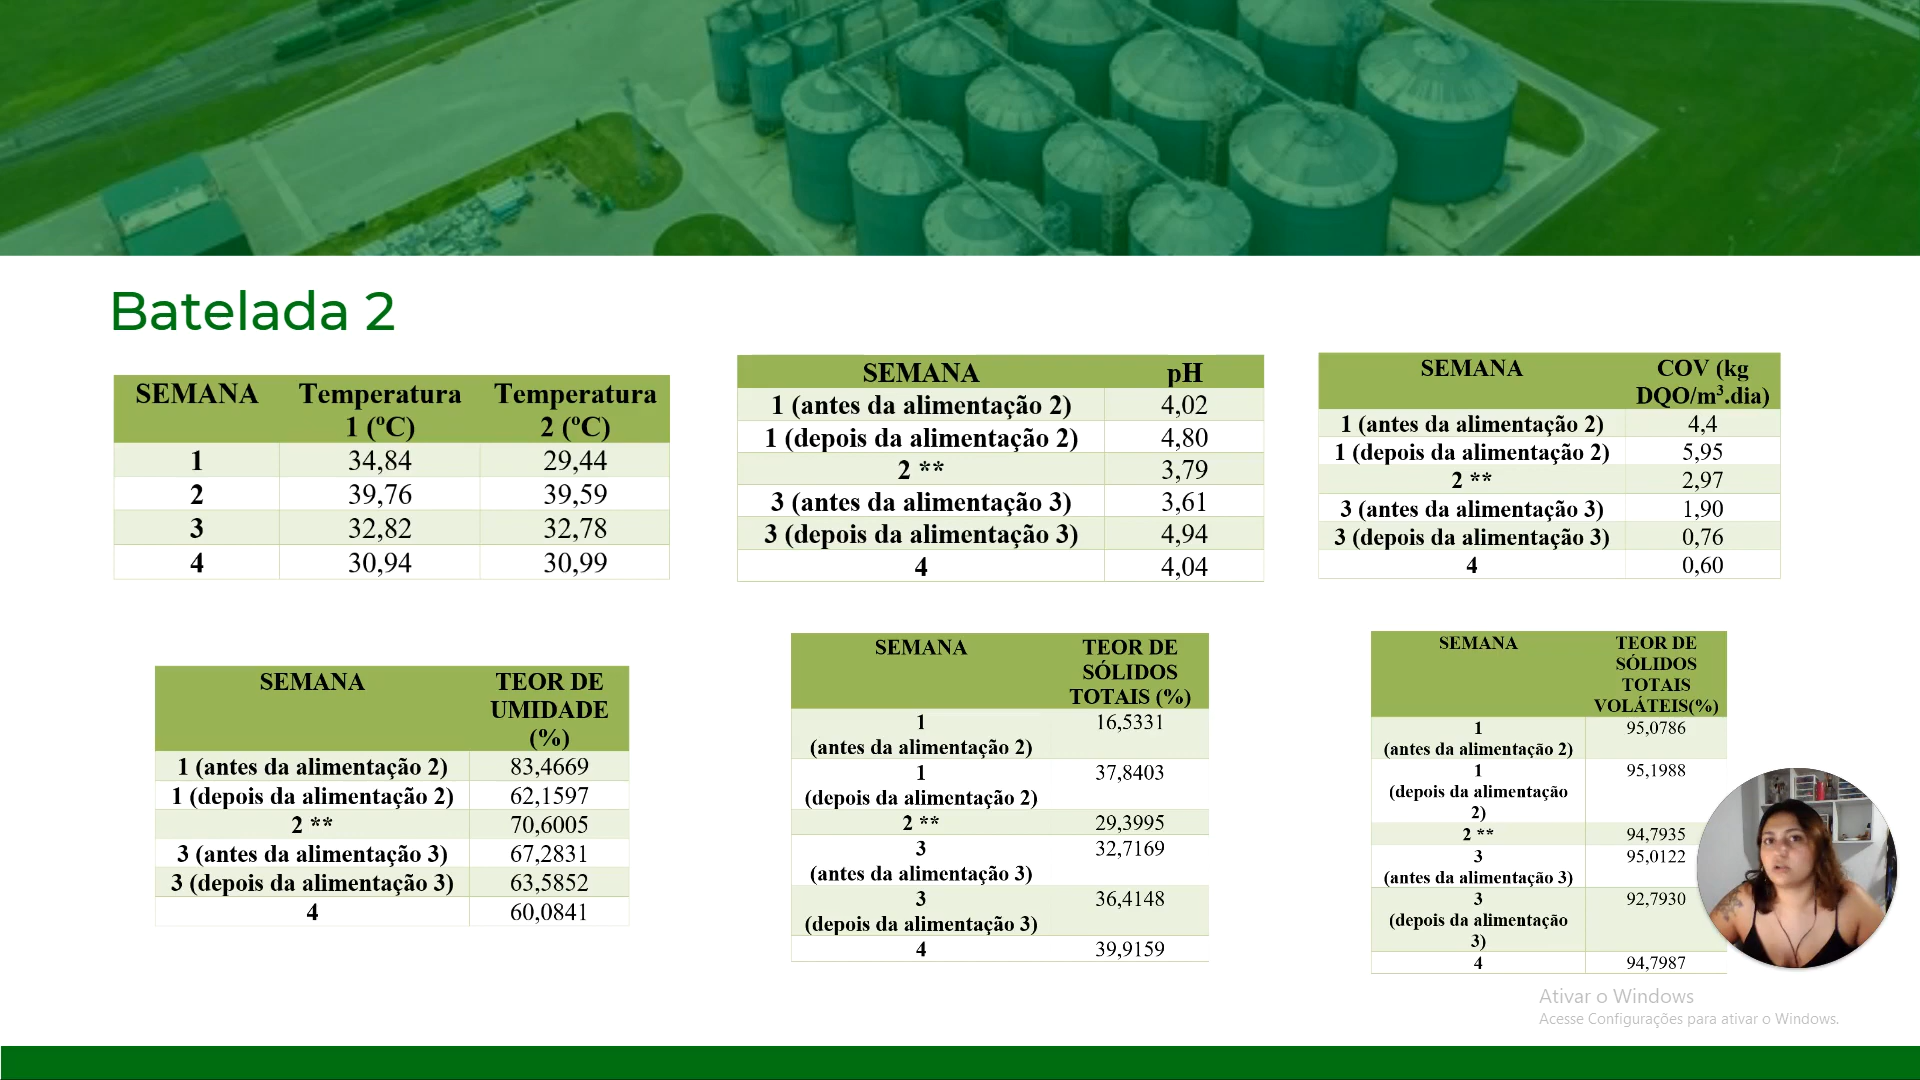 Batelada 2
SEMANA Temperatura 1 (ºC) Temperatura 2 (ºC)
1 34,84 29,44
2 39,76 39,59
3 32,82 32,78
4 30,94 30,99
SEMANA pH
1 (antes da alimentação 2) 4,02
1 (depois da alimentação 2) 4,80
2 ** 3,79
3 (antes da alimentação 3) 3,61
3 (depois da alimentação 3) 4,94
4 4,04
SEMANA COV (kg DQO/m³.dia)
1 (antes da alimentação 2) 4,4
1 (depois da alimentação 2) 5,95
2 ** 2,97
3 (antes da alimentação 3) 1,90
3 (depois da alimentação 3) 0,76
4 0,60
SEMANA TEOR DE UMIDADE (%)
1 (antes da alimentação 2) 83,4669
1 (depois da alimentação 2) 62,1597
2 ** 70,6005
3 (antes da alimentação 3) 67,2831
3 (depois da alimentação 3) 63,5852
4 60,0841
SEMANA TEOR DE SÓLIDOS TOTAIS (%)
1 (antes da alimentação 2) 16,5331
1 (depois da alimentação 2) 37,8403
2 ** 29,3995
3 (antes da alimentação 3) 32,7169
3 (depois da alimentação 3) 36,4148
4 39,9159
SEMANA TEOR DE SÓLIDOS TOTAIS VOLÁTEIS(%)
1 (antes da alimentação 2) 95,0786
1 (depois da alimentação 2) 95,1988
2 ** 94,7935
3 (antes da alimentação 3) 95,0122
3 (depois da alimentação 3) 92,7930
4 94,7987
Ativar o Windows
Acesse Configurações para ativar o Windows.